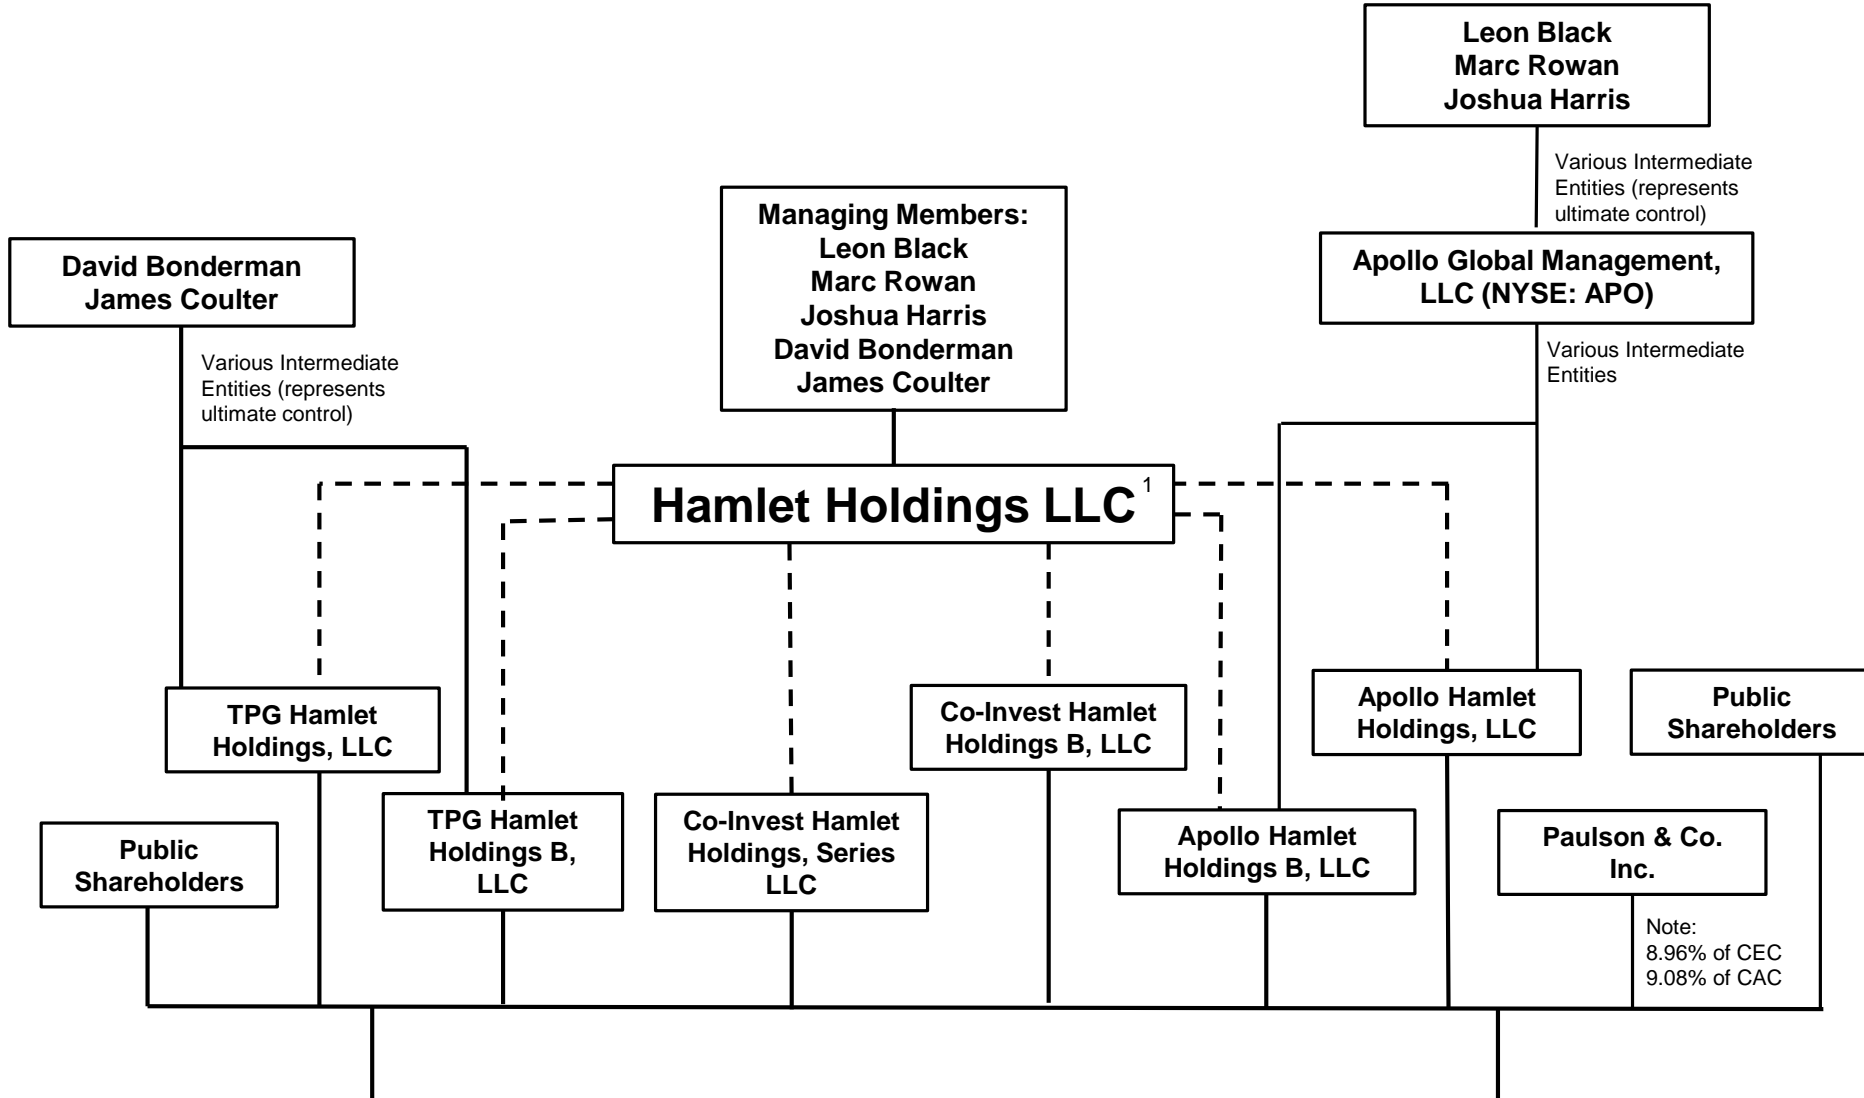 Leon Black
Marc Rowan
Joshua Harris
Various Intermediate
Entities (represents
ultimate control)
Managing Members:
Leon Black
Marc Rowan
Joshua Harris
David Bonderman
James Coulter
David Bonderman
James Coulter
Apollo Global Management,
LLC (NYSE: APO)
Various Intermediate
Entities (represents
ultimate control)
Various Intermediate
Entities
Hamlet Holdings LLC 1
TPG Hamlet
Holdings, LLC
Co-Invest Hamlet
Holdings B, LLC
Apollo Hamlet
Holdings, LLC
Public
Shareholders
Public
Shareholders
TPG Hamlet
Holdings B,
LLC
Co-Invest Hamlet
Holdings, Series
LLC
Apollo Hamlet
Holdings B, LLC
Paulson & Co.
Inc.
Note:
8.96% of CEC
9.08% of CAC